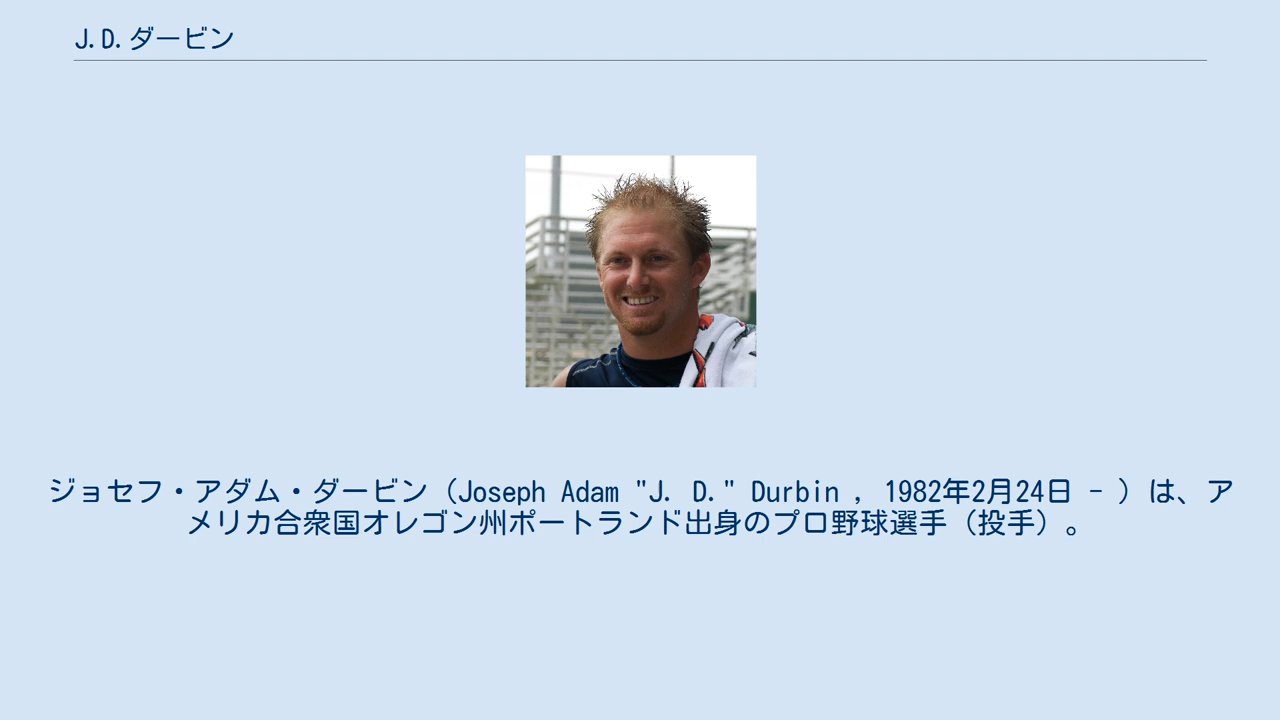 J.D.ダービン
ジョセフ・アダム・ダービン（Joseph Adam "J. D." Durbin , 1982年2月24日 - ）は、ア
メリカ合衆国オレゴン州ポートランド出身のプロ野球選手（投手）。